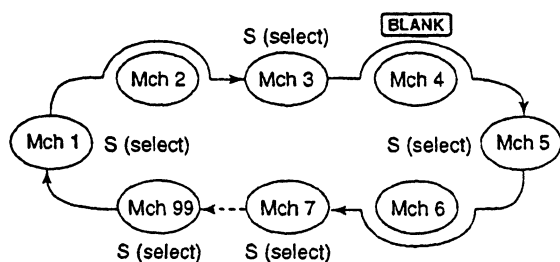 S (select)
BLANK
Mch 2
Mch 3
Mch 4
Mch 1
S (select)
S (select)
Mch 5
Mch 99
Mch 7
Mch 6
S (select)
S (select)